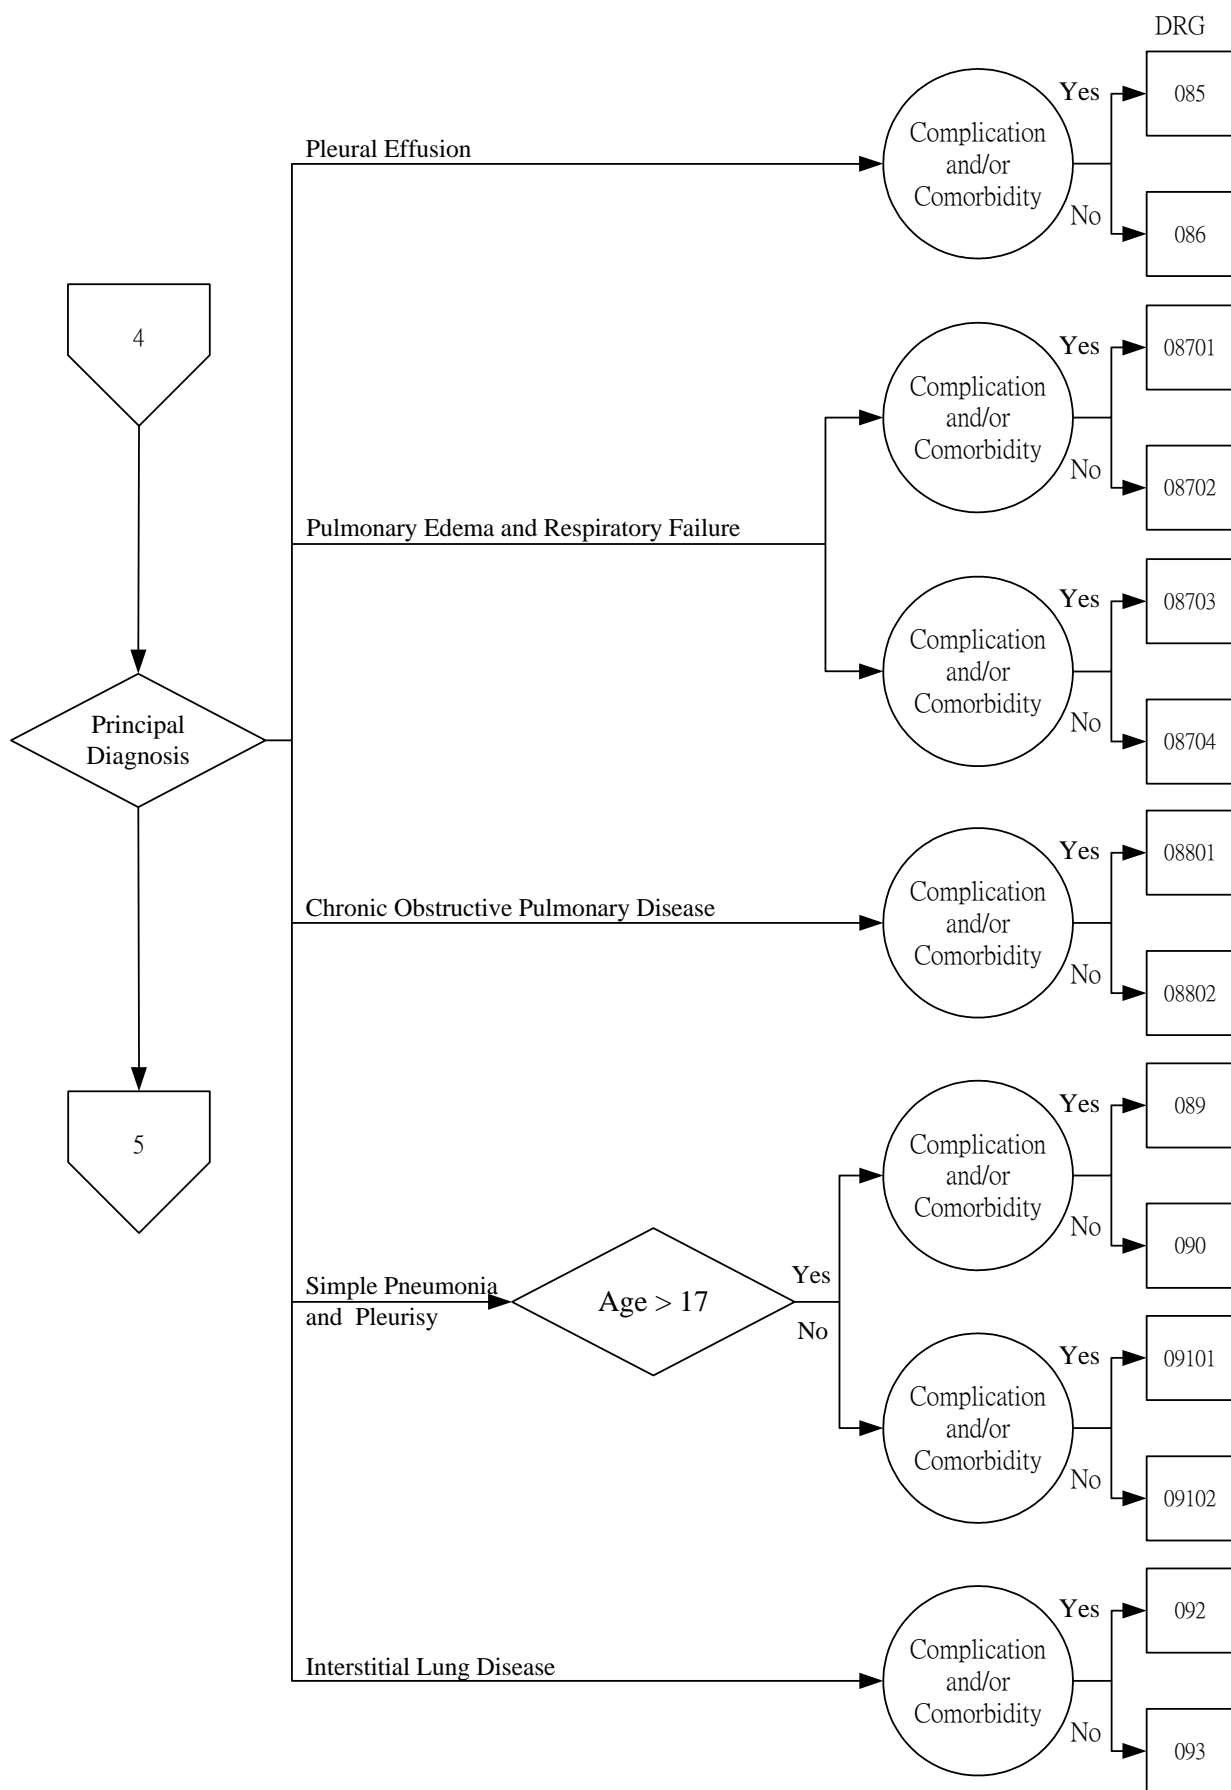 DRG
Pleural Effusion
Complication
and/or
Comorbidity
Yes
085
No
086
4
Complication
and/or
Comorbidity
Yes
08701
No
08702
Pulmonary Edema and Respiratory Failure
Complication
and/or
Comorbidity
Yes
08703
No
08704
Principal
Diagnosis
Chronic Obstructive Pulmonary Disease
Complication
and/or
Comorbidity
Yes
08801
No
08802
5
Simple Pneumonia
and Pleurisy
Age > 17
Yes
No
Complication
and/or
Comorbidity
Yes
089
No
090
Complication
and/or
Comorbidity
Yes
09101
No
09102
Interstitial Lung Disease
Complication
and/or
Comorbidity
Yes
092
No
093